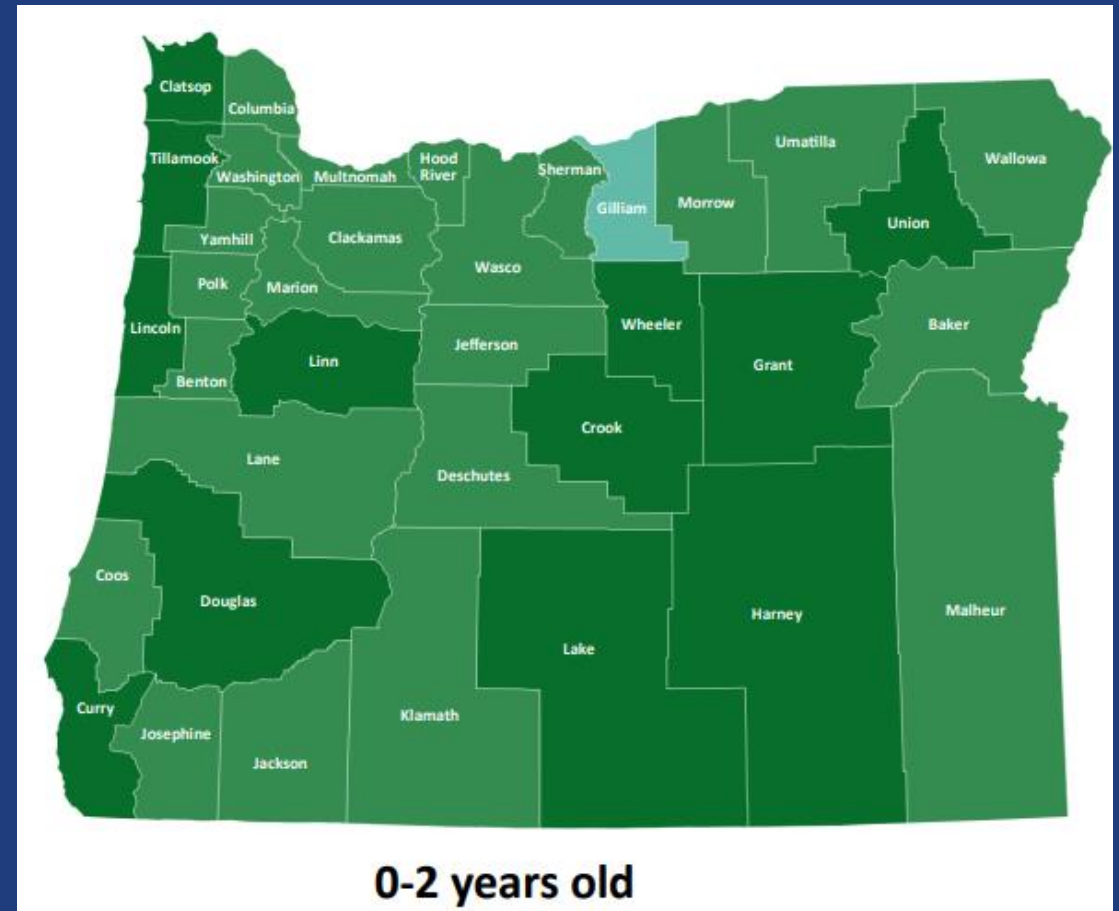 Clatsop
Columbia
Tillamook
Washington
Multnomah
Hood
River
Sherman
Gilliam
Morrow
Umatilla
Wallowa
Union
Yamhill
Clackamas
Wasco
Polk
Marion
Lincoln
Benton
Linn
Jefferson
Wheeler
Grant
Baker
Crook
Lane
Deschutes
Coos
Douglas
Lake
Harney
Malheur
Curry
Josephine
Jackson
Klamath
0-2 years old